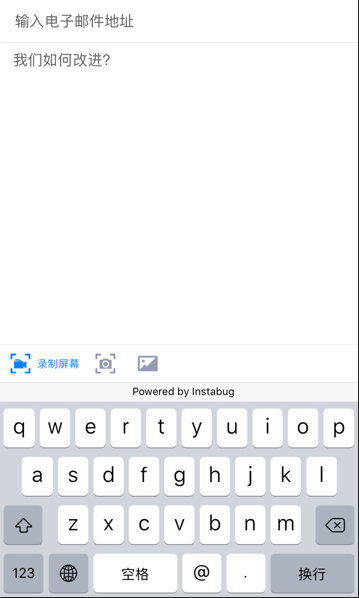 输入电子邮件地址
我们如何改进?
录制屏幕
Powered by Instabug
q w e r t y u i o p
a s d f g h j k l
z x c v b n m
123 空格 @ . 换行